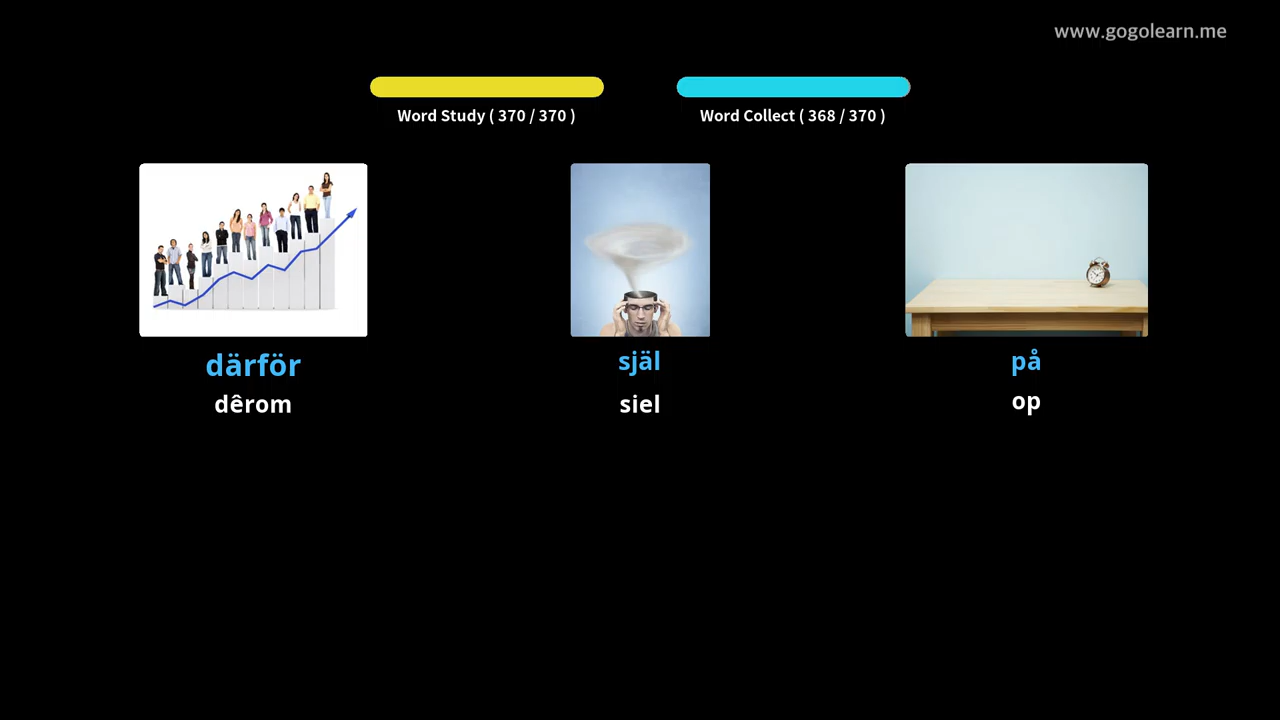 www.gogolearn.me
Word Study ( 370 / 370 )
Word Collect ( 368 / 370 )
därför
själ
på
dêrom
siel
op